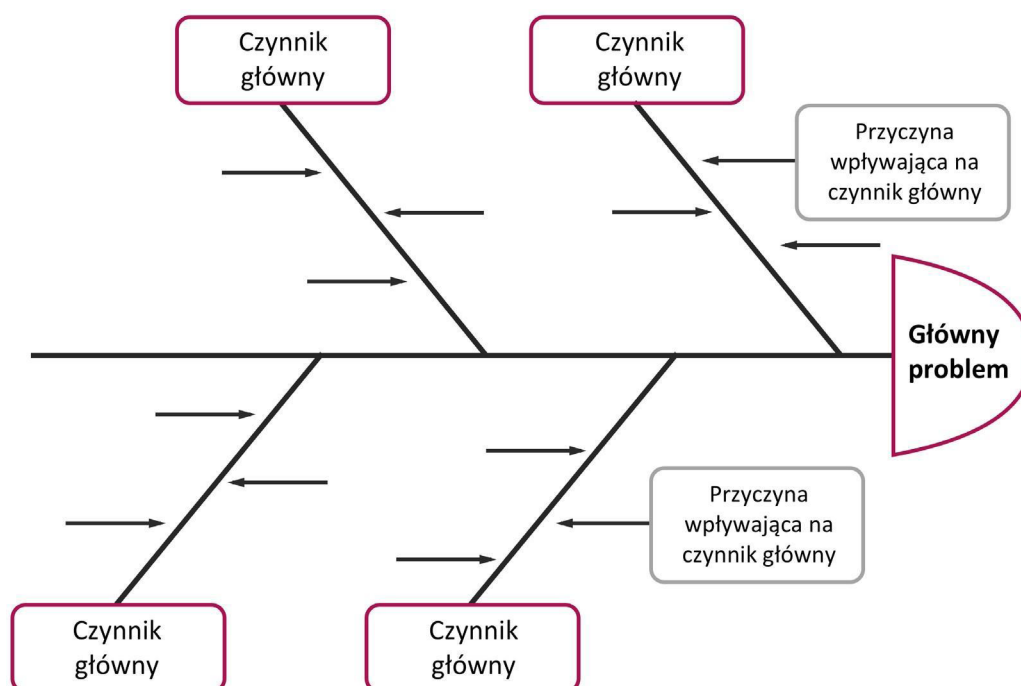 Czynnik
główny
Czynnik
główny
Przyczyna
wpływająca na
czynnik główny
Główny
problem
Przyczyna
wpływająca na
czynnik główny
Czynnik
główny
Czynnik
główny